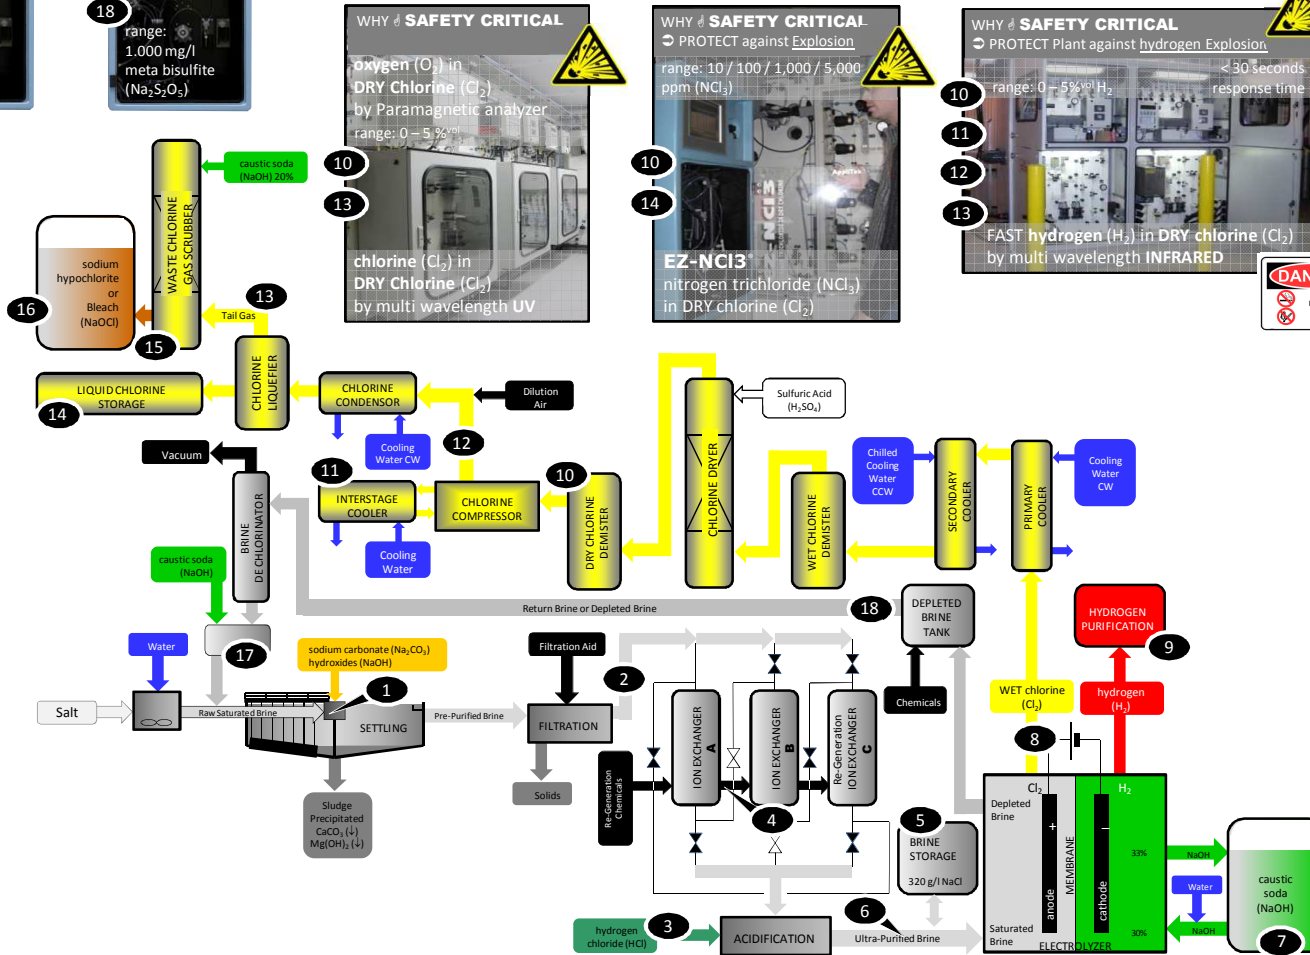 18
range:
1.000 mg/l
meta bisulfite
(Na₂S₂O₅)
WHY SAFETY CRITICAL
oxygen (O₂) in
DRY Chlorine (Cl₂)
by Paramagnetic analyzer
range: 0 – 5 %vol
10
13
chlorine (Cl₂) in
DRY Chlorine (Cl₂)
by multi wavelength UV
WHY SAFETY CRITICAL
➲ PROTECT against Explosion
range: 10 / 100 / 1,000 / 5,000
ppm (NCl₃)
10
14
AppliTek
EZ-NCl3
nitrogen trichloride (NCl₃)
in DRY chlorine (Cl₂)
WHY SAFETY CRITICAL
➲ PROTECT Plant against hydrogen Explosion
< 30 seconds
response time
range: 0 – 5%vol H₂
10
11
12
13
FAST hydrogen (H₂) in DRY chlorine (Cl₂)
by multi wavelength INFRARED
DAN
caustic soda
(NaOH) 20%
WASTE CHLORINE
GAS SCRUBBER
sodium
hypochlorite
or
Bleach
(NaOCl)
16
15
Tail Gas
13
CHLORINE
LIQUEFIER
LIQUID CHLORINE
STORAGE
14
CHLORINE
CONDENSOR
Cooling
Water CW
12
Dilution
Air
Sulfuric Acid
(H₂SO₄)
CHLORINE DRYER
Vacuum
BRINE
DECHLORINATOR
11
INTERSTAGE
COOLER
Cooling
Water
CHLORINE
COMPRESSOR
10
DRY CHLORINE
DEMISTER
WET CHLORINE
DEMISTER
Chilled
Cooling
Water
CCW
SECONDARY
COOLER
PRIMARY
COOLER
Cooling
Water
CW
caustic soda
(NaOH)
Return Brine or Depleted Brine
18
DEPLETED
BRINE
TANK
Chemicals
HYDROGEN
PURIFICATION
9
WET chlorine
(Cl₂)
hydrogen
(H₂)
8
17
Water
Salt
Raw Saturated Brine
sodium carbonate (Na₂CO₃)
hydroxides (NaOH)
1
SETTLING
Sludge
Precipitated
CaCO₃ (↓)
Mg(OH)₂ (↓)
Pre-Purified Brine
Filtration Aid
FILTRATION
Solids
2
Re-Generation
Chemicals
ION EXCHANGER
A
ION EXCHANGER
B
Re-Generation
ION EXCHANGER
C
4
5
BRINE
STORAGE
320 g/l NaCl
hydrogen
chloride (HCl)
3
ACIDIFICATION
6
Ultra-Purified Brine
Cl₂
H₂
Depleted
Brine
+
–
anode
MEMBRANE
cathode
33%
30%
Saturated
Brine
ELECTROLYZER
NaOH
Water
NaOH
caustic
soda
(NaOH)
7